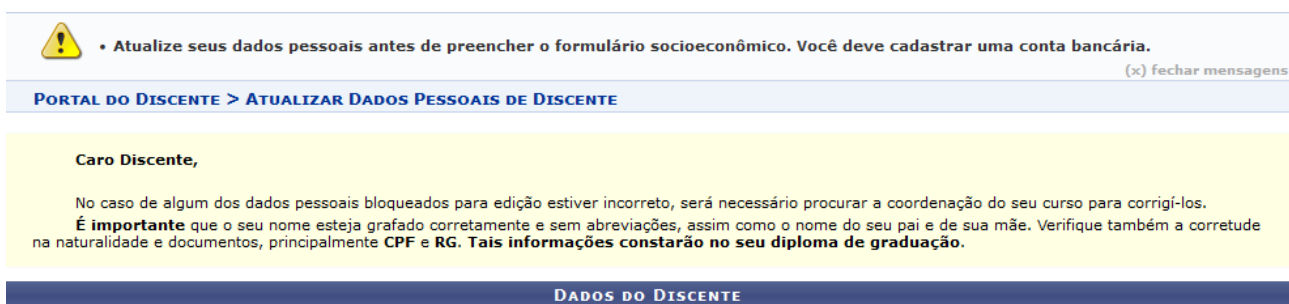 • Atualize seus dados pessoais antes de preencher o formulário socioeconômico. Você deve cadastrar uma conta bancária.
(x) fechar mensagens
Portal do Discente > Atualizar Dados Pessoais de Discente
Caro Discente,
No caso de algum dos dados pessoais bloqueados para edição estiver incorreto, será necessário procurar a coordenação do seu curso para corrigí-los.
É importante que o seu nome esteja grafado corretamente e sem abreviações, assim como o nome do seu pai e de sua mãe. Verifique também a corretude
na naturalidade e documentos, principalmente CPF e RG. Tais informações constarão no seu diploma de graduação.
Dados do Discente